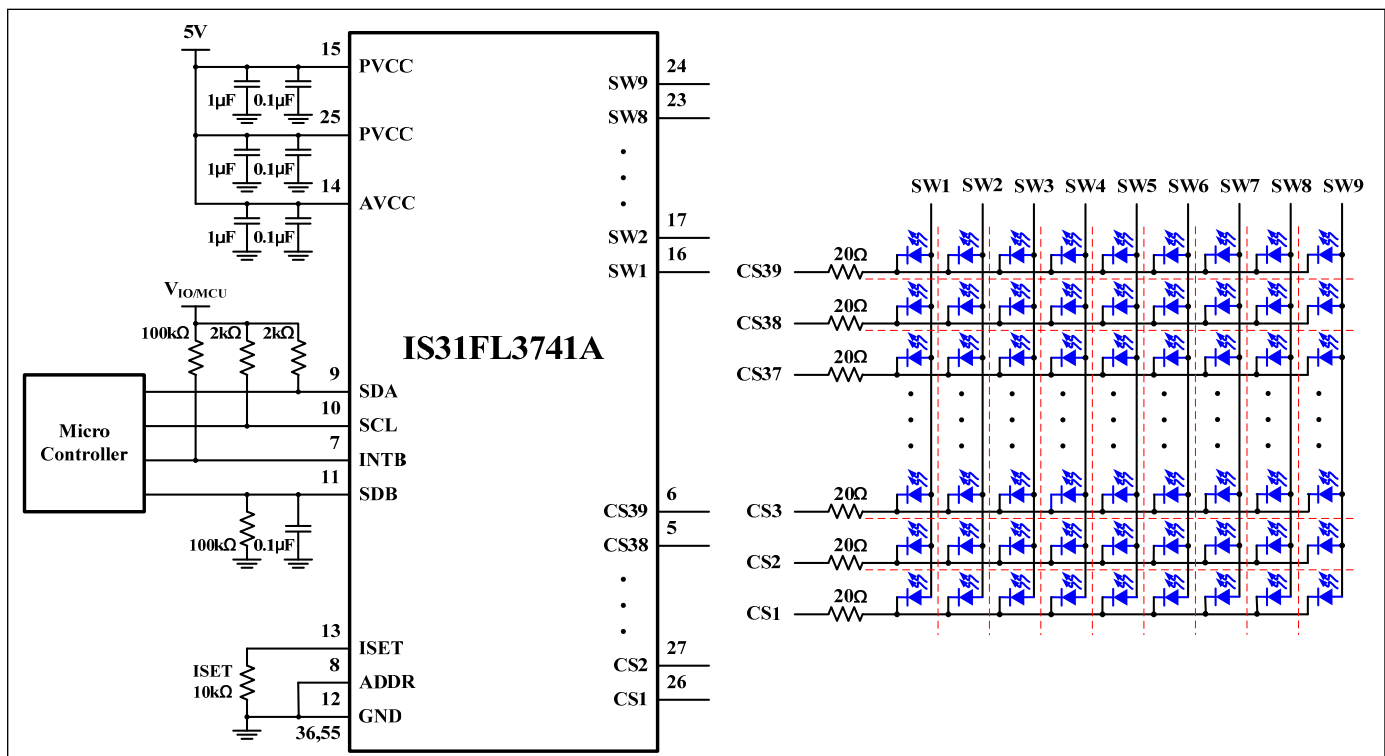 5V
15
PVCC
1µF 0.1µF
25
PVCC
1µF 0.1µF
14
AVCC
1µF 0.1µF
V_IO/MCU
100kΩ 2kΩ 2kΩ
9
SDA
10
SCL
7
INTB
11
SDB
Micro
Controller
100kΩ 0.1µF
13
ISET
ISET
10kΩ
8
ADDR
12
GND
36,55
IS31FL3741A
24
SW9
23
SW8
17
SW2
16
SW1
6
CS39
5
CS38
27
CS2
26
CS1
SW1 SW2 SW3 SW4 SW5 SW6 SW7 SW8 SW9
20Ω
CS39
20Ω
CS38
20Ω
CS37
20Ω
CS3
20Ω
CS2
20Ω
CS1